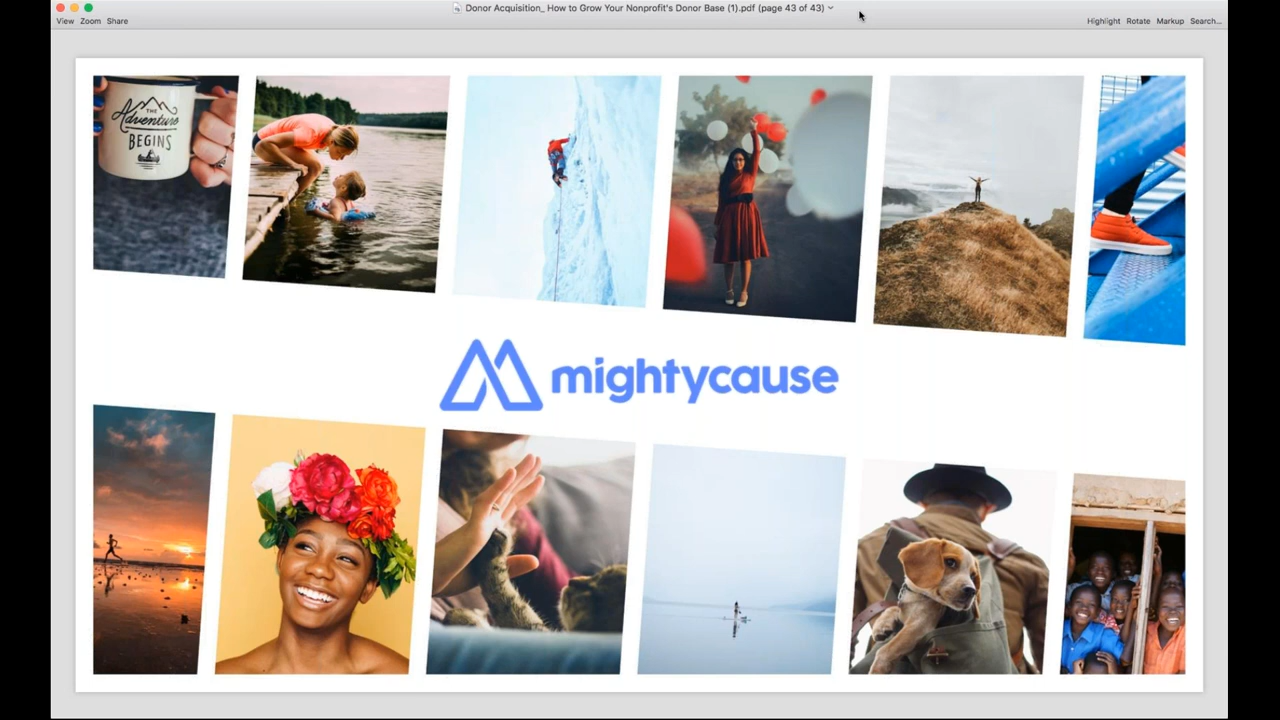 Donor Acquisition_ How to Grow Your Nonprofit's Donor Base (1).pdf (page 43 of 43)
View Zoom Share
Highlight Rotate Markup Search...
THE
Adventure
BEGINS
mightycause